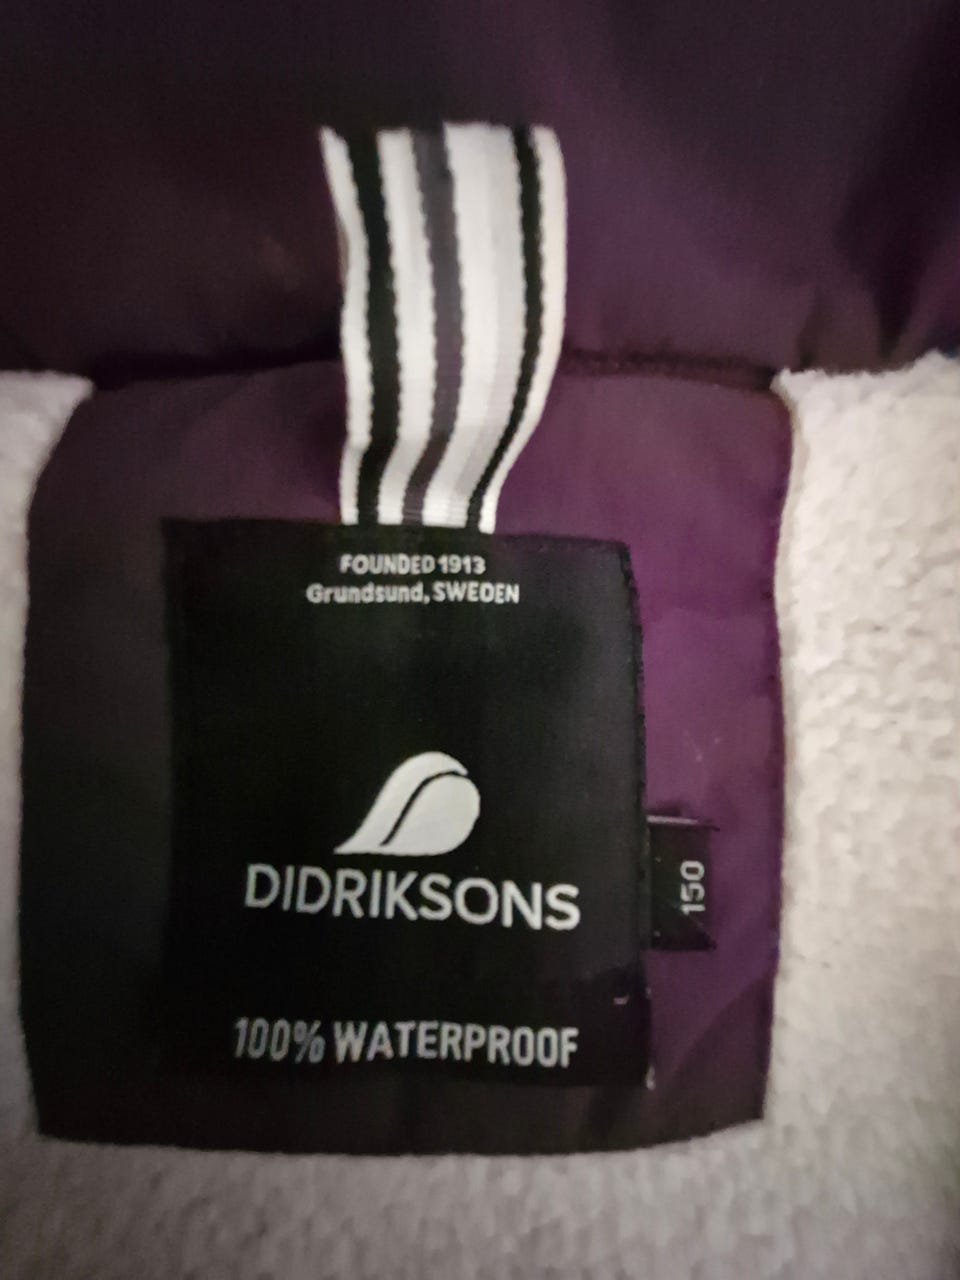 FOUNDED 1913
Grundsund, SWEDEN
DIDRIKSONS
150
100% WATERPROOF